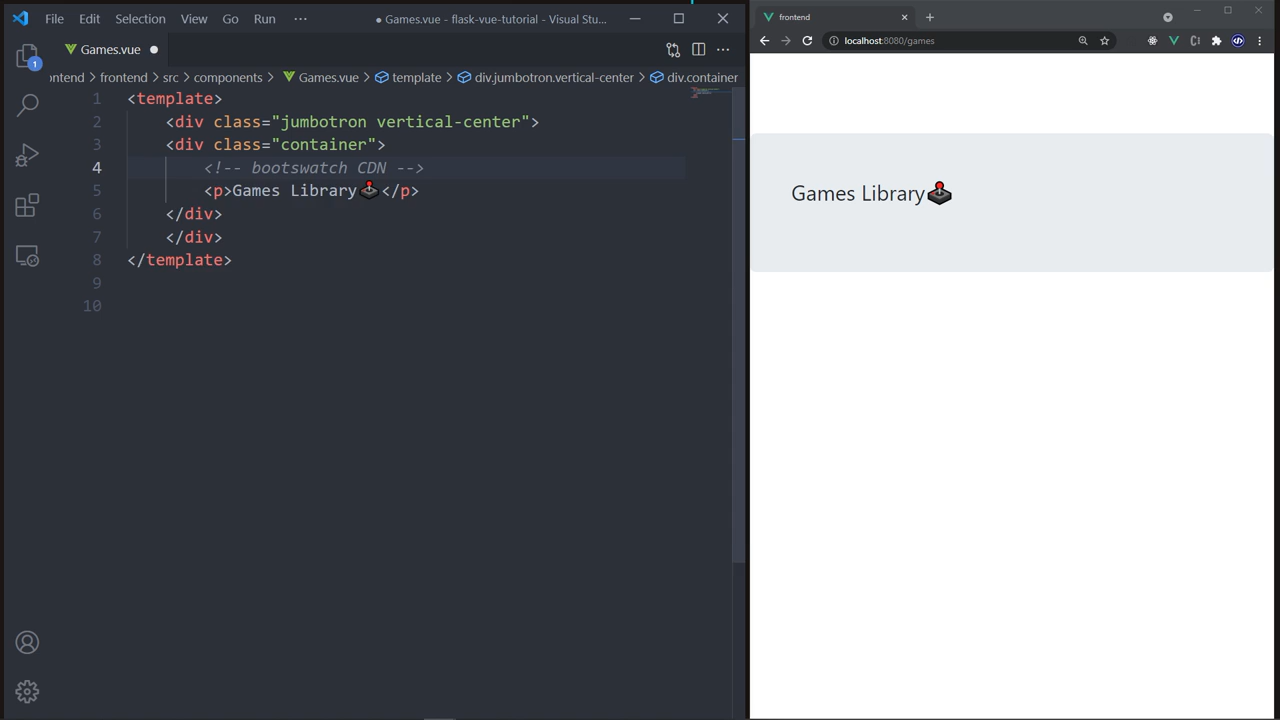 File Edit Selection View Go Run ··· ● Games.vue - flask-vue-tutorial - Visual Stu...
Games.vue ●
ontend > frontend > src > components > Games.vue > template > div.jumbotron.vertical-center > div.container
1 <template>
2 <div class="jumbotron vertical-center">
3 <div class="container">
4 <!-- bootswatch CDN -->
5 <p>Games Library🕹️</p>
6 </div>
7 </div>
8 </template>
9
10
1
frontend
localhost:8080/games
Games Library🕹️